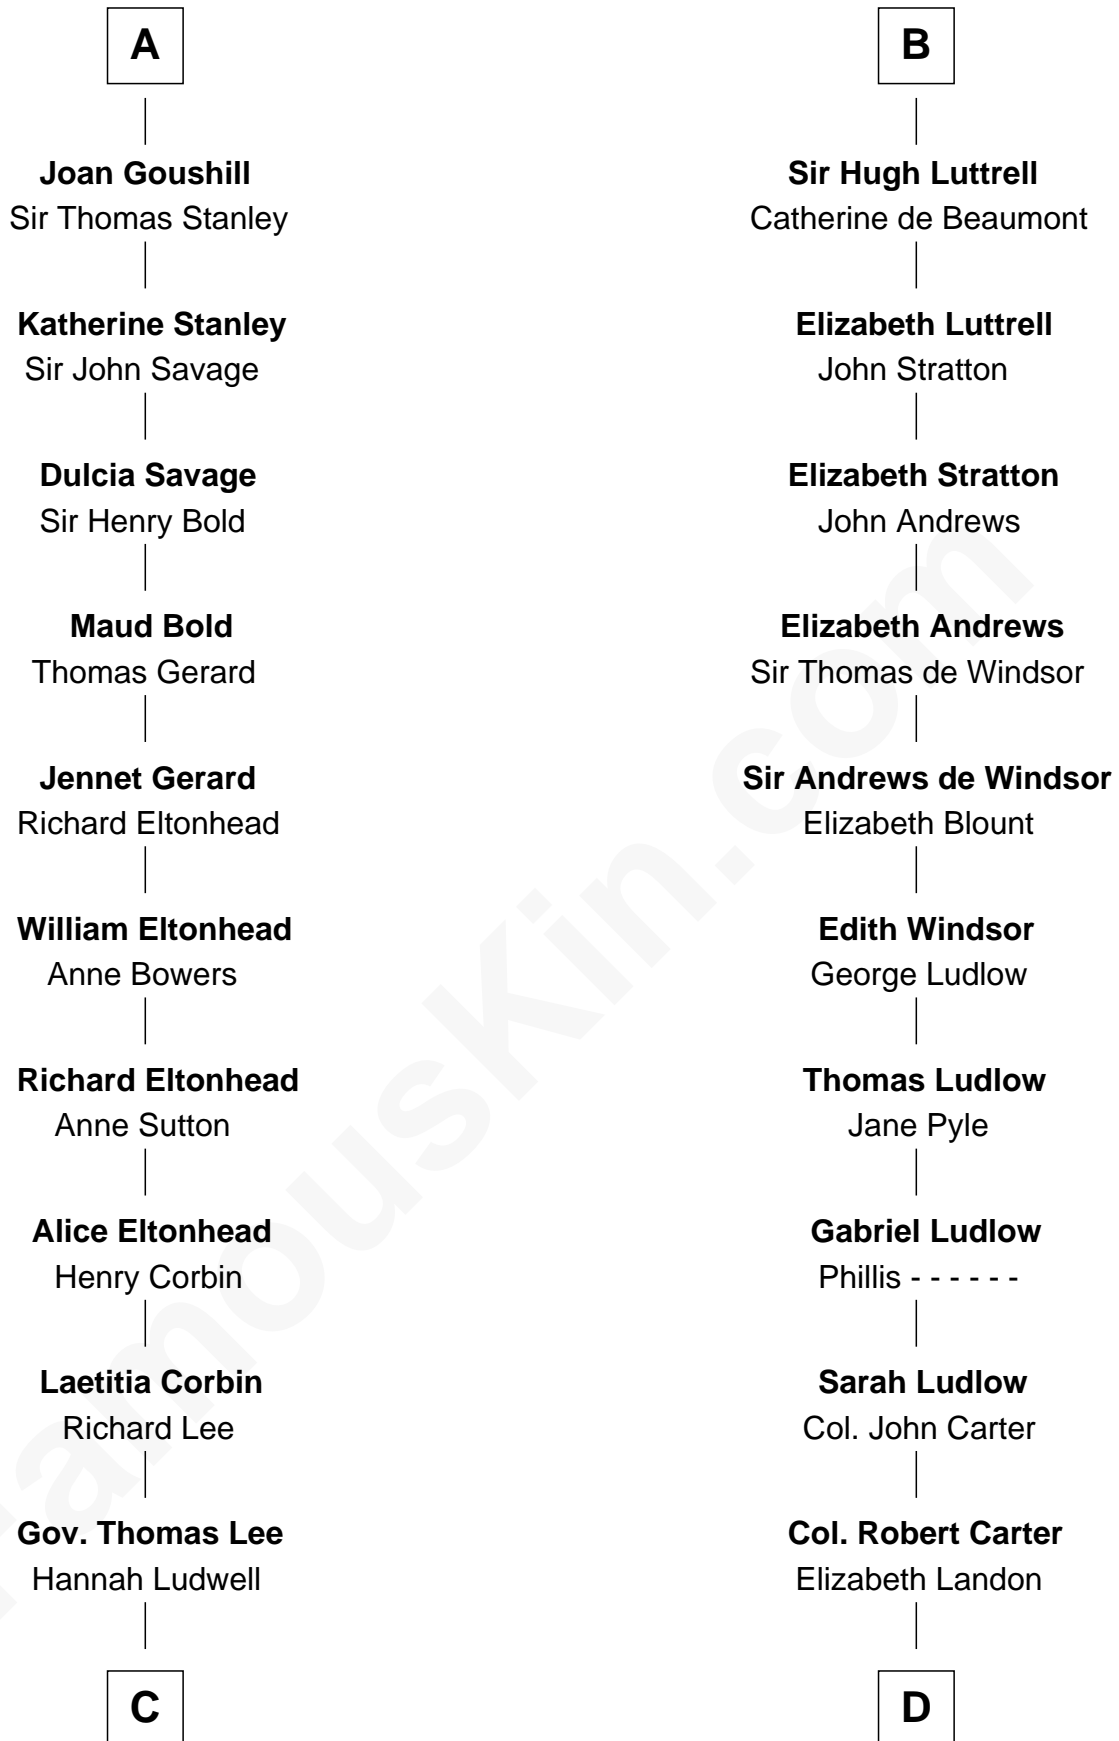 A
Joan Goushill
Sir Thomas Stanley
Katherine Stanley
Sir John Savage
Dulcia Savage
Sir Henry Bold
Maud Bold
Thomas Gerard
Jennet Gerard
Richard Eltonhead
William Eltonhead
Anne Bowers
Richard Eltonhead
Anne Sutton
Alice Eltonhead
Henry Corbin
Laetitia Corbin
Richard Lee
Gov. Thomas Lee
Hannah Ludwell
C
B
Sir Hugh Luttrell
Catherine de Beaumont
Elizabeth Luttrell
John Stratton
Elizabeth Stratton
John Andrews
Elizabeth Andrews
Sir Thomas de Windsor
Sir Andrews de Windsor
Elizabeth Blount
Edith Windsor
George Ludlow
Thomas Ludlow
Jane Pyle
Gabriel Ludlow
Phillis - - - - - -
Sarah Ludlow
Col. John Carter
Col. Robert Carter
Elizabeth Landon
D
FamousKin.com